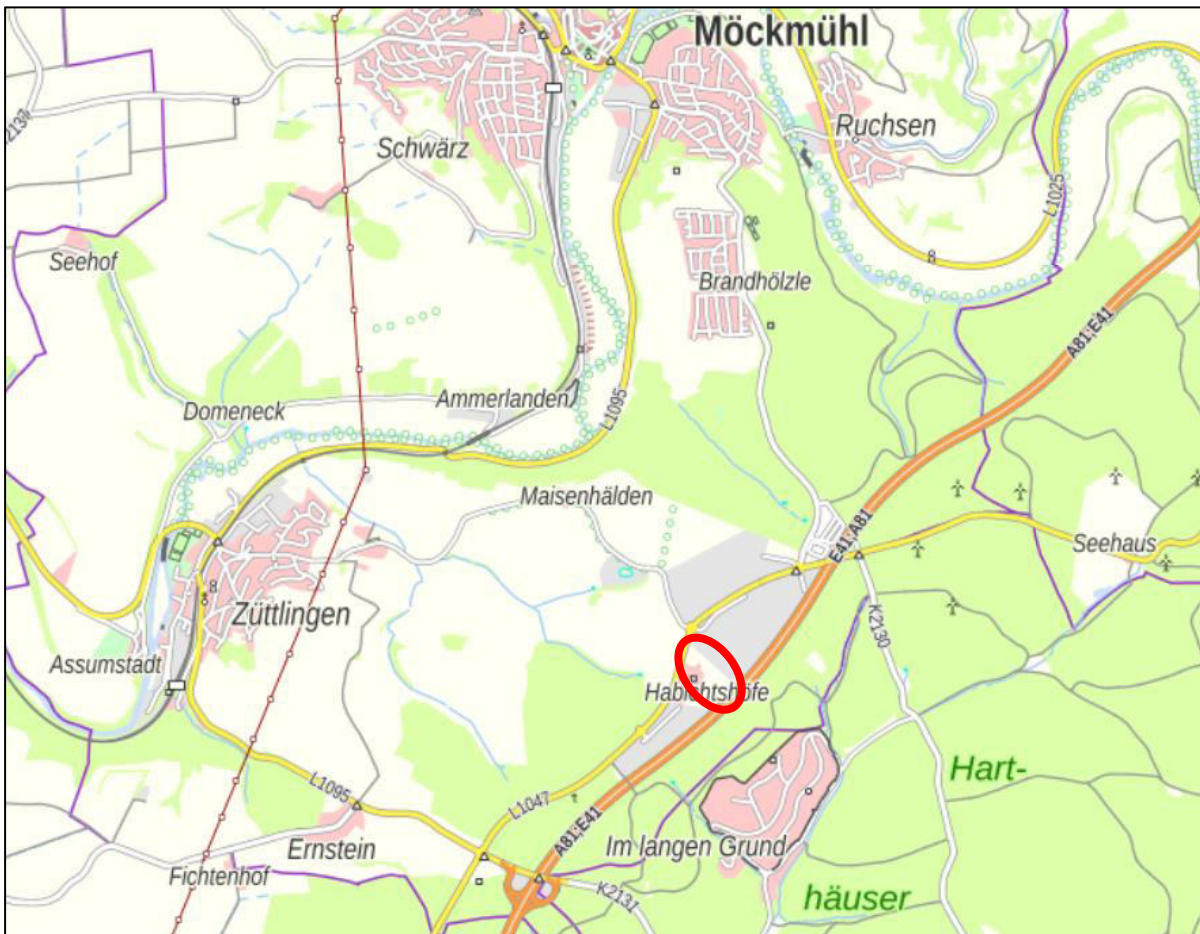 Möckmühl
K2137
Schwärz
Ruchsen
L1025
Seehof
Brandhölzle
A81;E41
Domeneck
Ammerlanden
L1095
Maisenhälden
E41;A81
Seehaus
Züttlingen
K2130
Assumstadt
Habichtshöfe
Hart-
L1095
L1047
A81;E41
Ernstein
Im langen Grund
Fichtenhof
K2131
häuser